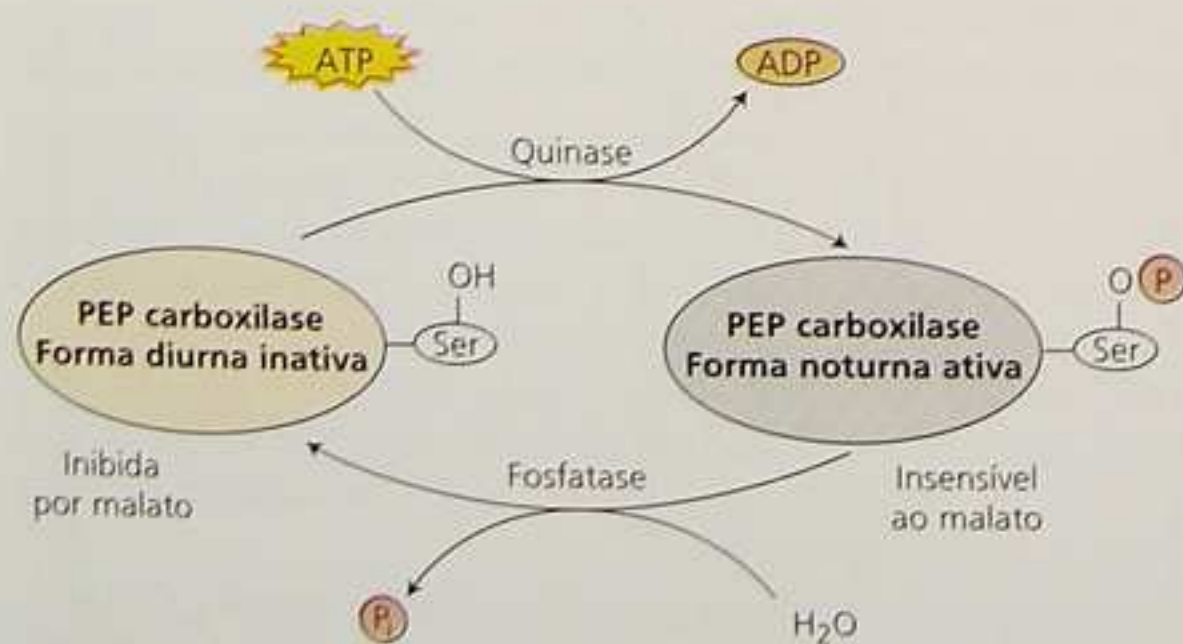 ATP
ADP
Quinase
PEP carboxilase
Forma diurna inativa
OH
Ser
PEP carboxilase
Forma noturna ativa
O P
Ser
Inibida
por malato
Fosfatase
Insensível
ao malato
Pi
H₂O